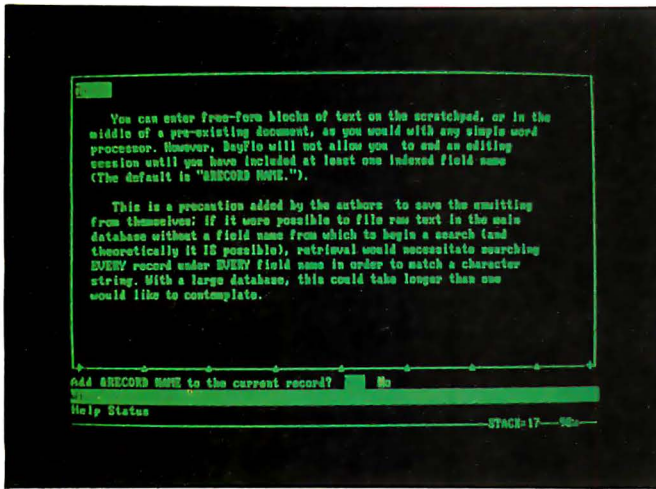 You can enter free-form blocks of text on the scratchpad, or in the
middle of a pre-existing document, as you would with any simple word
processor. However, DayFlo will not allow you to end an editing
session until you have included at least one indexed field name
(The default is "&RECORD NAME.").
This is a precaution added by the authors to save the unwitting
from themselves; if it were possible to file raw text in the main
database without a field name from which to begin a search (and
theoretically it IS possible), retrieval would necessitate searching
EVERY record under EVERY field name in order to match a character
string. With a large database, this could take longer than one
would like to contemplate.
Add &RECORD NAME to the current record? No
Help Status
STACK=17